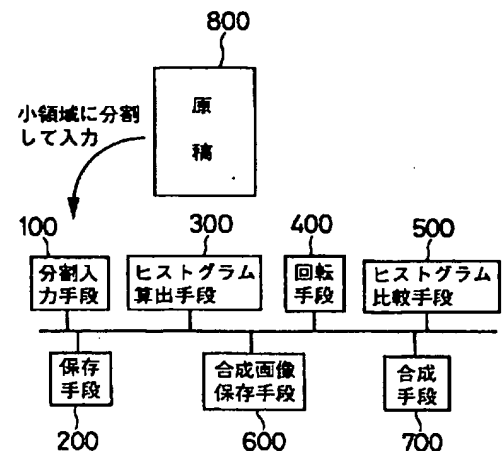 800
原
稿
小領域に分割
して入力
100
300
400
500
分割入
力手段
ヒストグラム
算出手段
回転
手段
ヒストグラム
比較手段
保存
手段
合成画像
保存手段
合成
手段
200
600
700